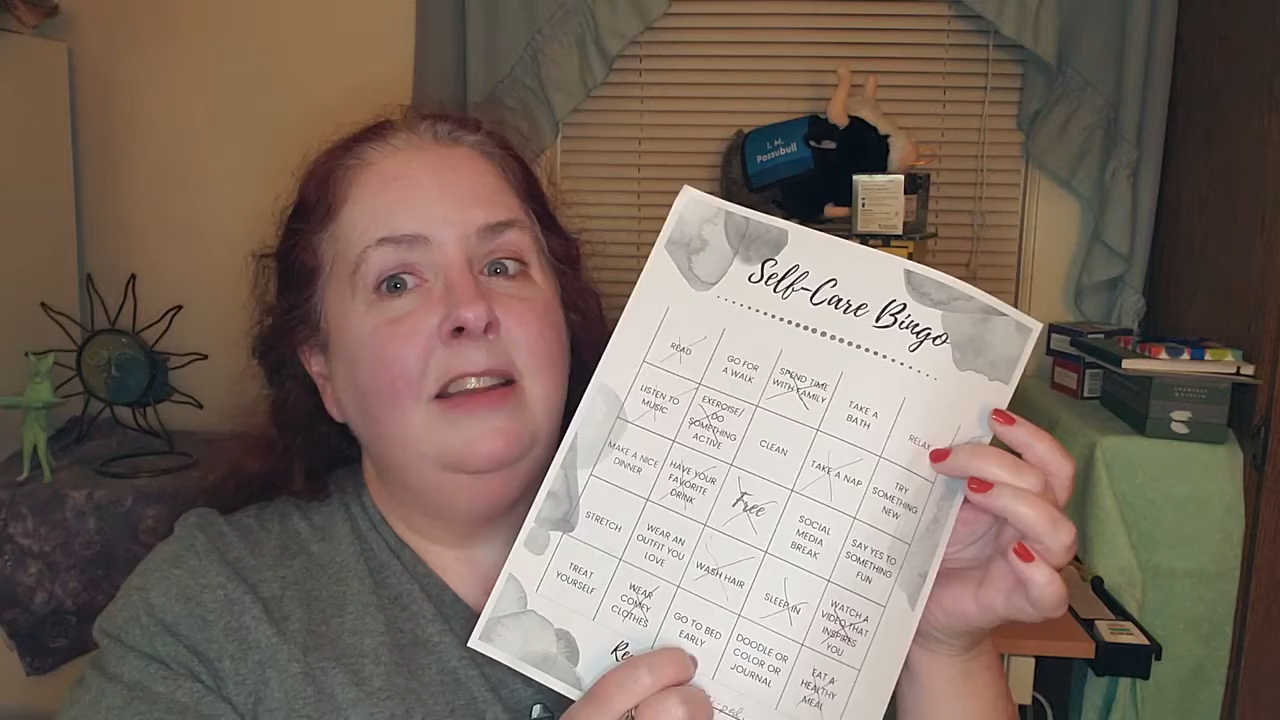 I. M.
Possubull
Self-Care Bingo
READ
GO FOR
A WALK
SPEND TIME
WITH FAMILY
TAKE A
BATH
RELAX
LISTEN TO
MUSIC
EXERCISE/
DO
SOMETHING
ACTIVE
CLEAN
TAKE A NAP
TRY
SOMETHING
NEW
MAKE A NICE
DINNER
HAVE YOUR
FAVORITE
DRINK
Free
SOCIAL
MEDIA
BREAK
SAY YES TO
SOMETHING
FUN
STRETCH
WEAR AN
OUTFIT YOU
LOVE
WASH HAIR
SLEEP IN
WATCH A
VIDEO THAT
INSPIRES
YOU
TREAT
YOURSELF
WEAR
COMFY
CLOTHES
GO TO BED
EARLY
DOODLE OR
COLOR OR
JOURNAL
EAT A
HEALTHY
MEAL